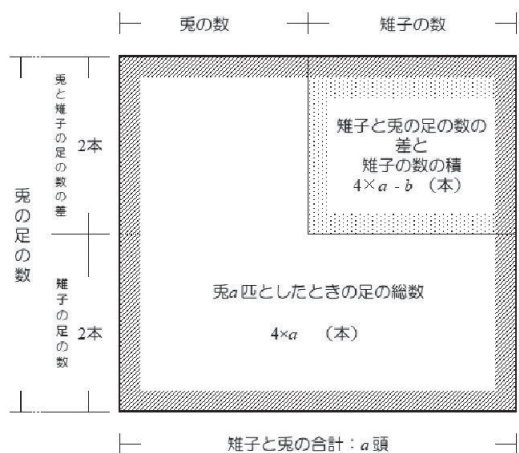 兎の数
雉子の数
兎の足の数
兎と雉子の足の数の差
2本
雉子の足の数
2本
雉子と兎の足の数の
差と
雉子の数の積
4×a - b （本）
兎a匹としたときの足の総数
4×a （本）
雉子と兎の合計：a頭